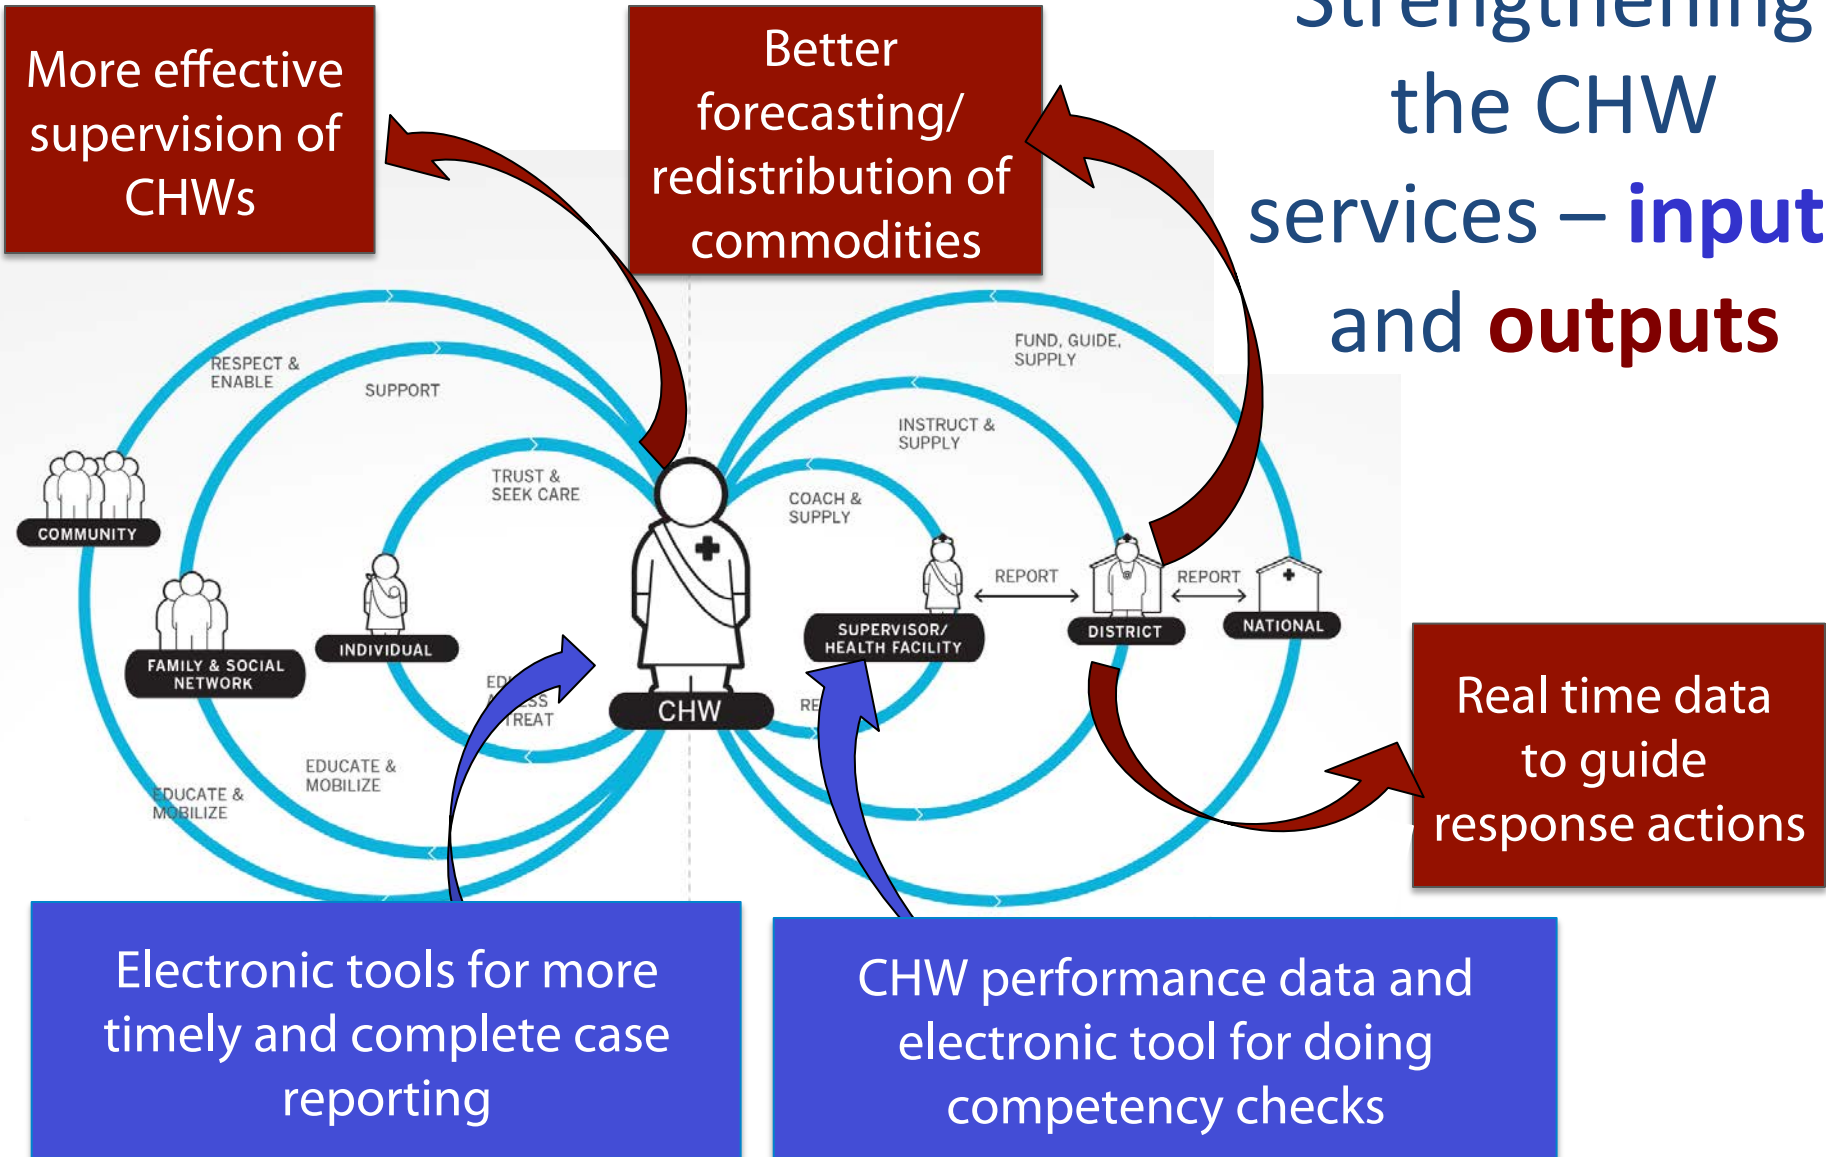 Strengthening
the CHW
services – input
and outputs
More effective
supervision of
CHWs
Better
forecasting/
redistribution of
commodities
RESPECT &
ENABLE
SUPPORT
TRUST &
SEEK CARE
FUND, GUIDE,
SUPPLY
INSTRUCT &
SUPPLY
COACH &
SUPPLY
COMMUNITY
FAMILY & SOCIAL
NETWORK
INDIVIDUAL
CHW
SUPERVISOR/
HEALTH FACILITY
REPORT
DISTRICT
REPORT
NATIONAL
TREAT
EDUCATE &
MOBILIZE
EDUCATE &
MOBILIZE
Real time data
to guide
response actions
Electronic tools for more
timely and complete case
reporting
CHW performance data and
electronic tool for doing
competency checks